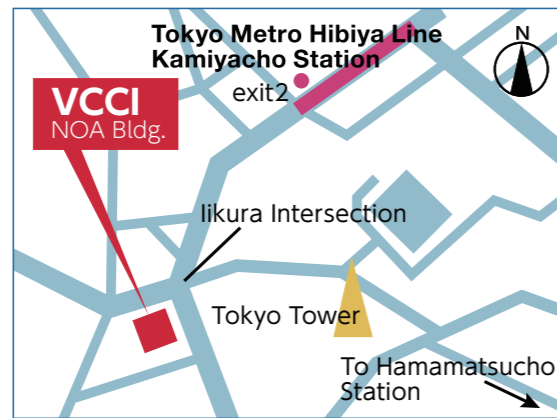 Tokyo Metro Hibiya Line
Kamiyacho Station
exit2
N
VCCI
NOA Bldg.
Iikura Intersection
Tokyo Tower
To Hamamatsucho
Station